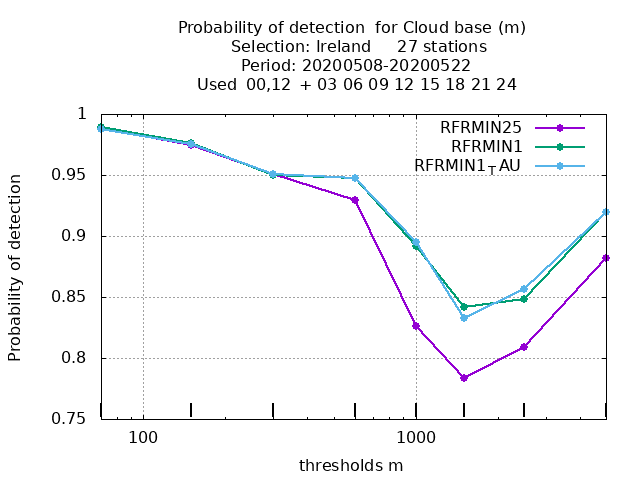 Probability of detection  for Cloud base (m)
Selection: Ireland     27 stations
Period: 20200508-20200522
Used  00,12  + 03 06 09 12 15 18 21 24
RFRMIN25
RFRMIN1
RFRMIN1TAU
1
0.95
0.9
0.85
0.8
0.75
Probability of detection
100
1000
thresholds m